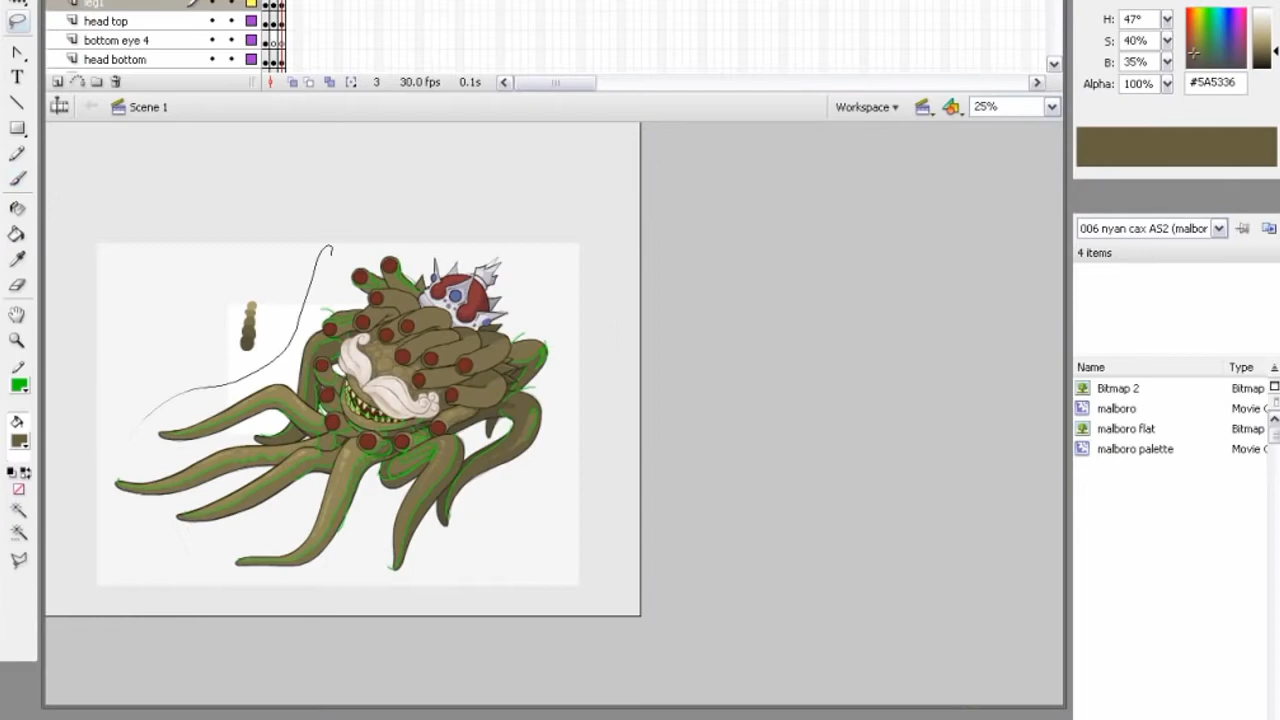 leg1
head top
bottom eye 4
head bottom
3 30.0 fps 0.1s
Scene 1
Workspace
25%
H: 47°
S: 40%
B: 35%
Alpha: 100% #5A5336
006 nyan cax AS2 (malbor
4 items
Name Type
Bitmap 2 Bitmap
malboro Movie C
malboro flat Bitmap
malboro palette Movie C